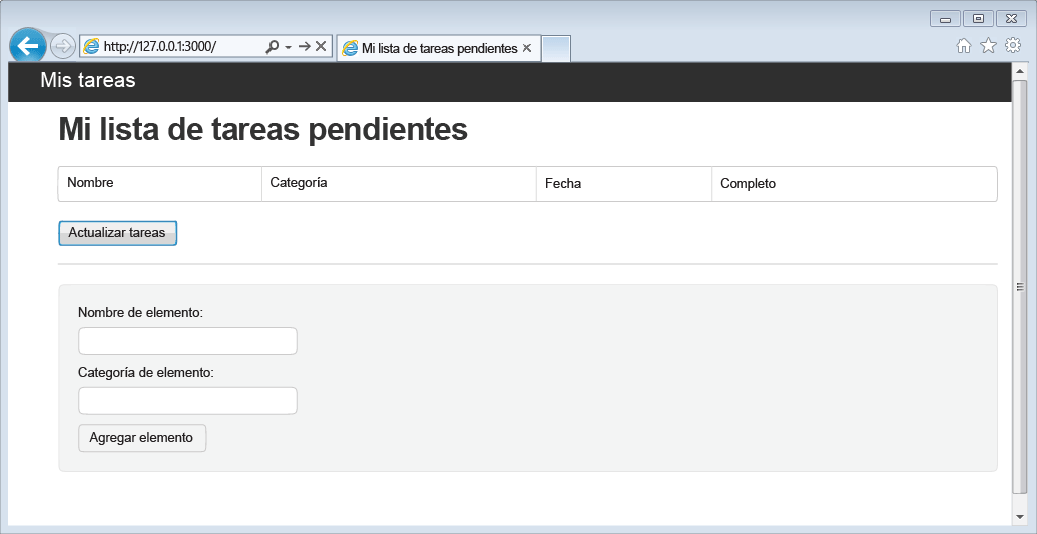 http://127.0.0.1:3000/
Mi lista de tareas pendientes
Mis tareas
Mi lista de tareas pendientes
Nombre Categoría Fecha Completo
Actualizar tareas
Nombre de elemento:
Categoría de elemento:
Agregar elemento